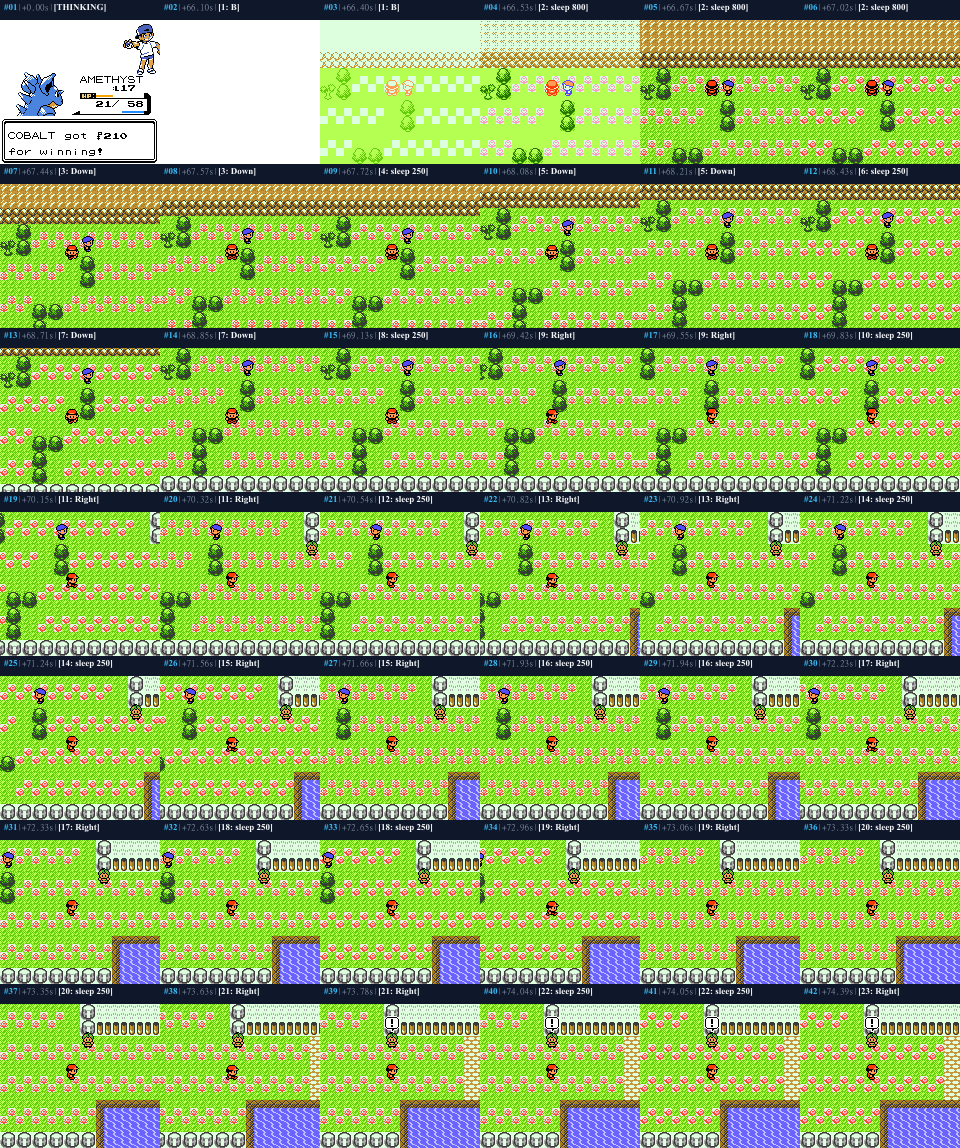 #01|+0.00s|[THINKING]
#02|+66.10s|[1: B]
#03|+66.40s|[1: B]
#04|+66.53s|[2: sleep 800]
#05|+66.67s|[2: sleep 800]
#06|+67.02s|[2: sleep 800]
AMETHYST
:L17
HP:
21/ 58
COBALT got ₽210
for winning!
#07|+67.44s|[3: Down]
#08|+67.57s|[3: Down]
#09|+67.72s|[4: sleep 250]
#10|+68.08s|[5: Down]
#11|+68.21s|[5: Down]
#12|+68.43s|[6: sleep 250]
#13|+68.71s|[7: Down]
#14|+68.85s|[7: Down]
#15|+69.13s|[8: sleep 250]
#16|+69.42s|[9: Right]
#17|+69.55s|[9: Right]
#18|+69.83s|[10: sleep 250]
#19|+70.15s|[11: Right]
#20|+70.32s|[11: Right]
#21|+70.54s|[12: sleep 250]
#22|+70.82s|[13: Right]
#23|+70.92s|[13: Right]
#24|+71.22s|[14: sleep 250]
#25|+71.24s|[14: sleep 250]
#26|+71.56s|[15: Right]
#27|+71.66s|[15: Right]
#28|+71.93s|[16: sleep 250]
#29|+71.94s|[16: sleep 250]
#30|+72.23s|[17: Right]
#31|+72.33s|[17: Right]
#32|+72.63s|[18: sleep 250]
#33|+72.65s|[18: sleep 250]
#34|+72.96s|[19: Right]
#35|+73.06s|[19: Right]
#36|+73.33s|[20: sleep 250]
#37|+73.35s|[20: sleep 250]
#38|+73.63s|[21: Right]
#39|+73.78s|[21: Right]
#40|+74.04s|[22: sleep 250]
#41|+74.05s|[22: sleep 250]
#42|+74.39s|[23: Right]
!
!
!
!